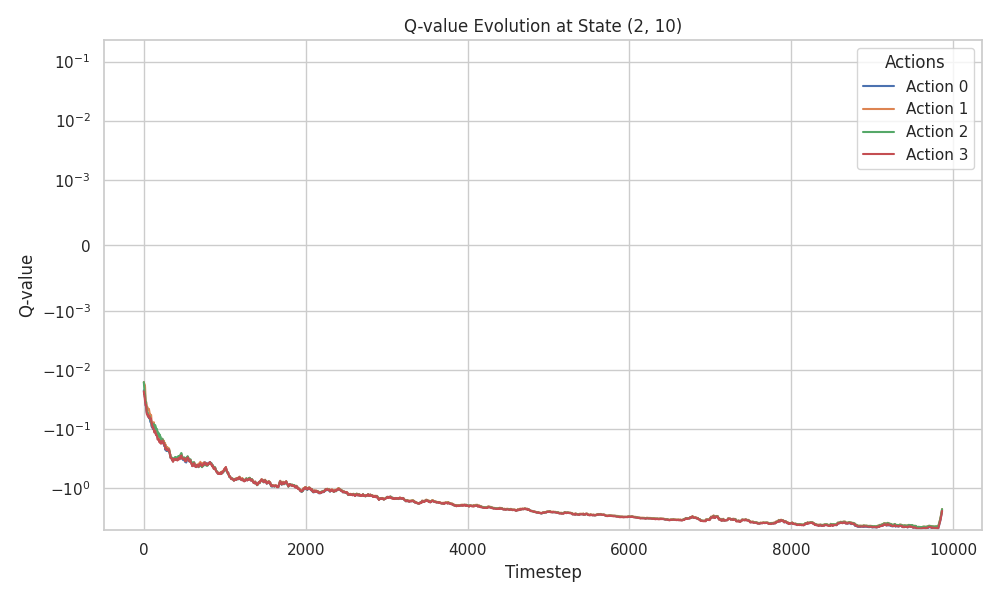 Q-value Evolution at State (2, 10)
Q-value
10⁻¹
10⁻²
10⁻³
0
−10⁻³
−10⁻²
−10⁻¹
−10⁰
Actions
Action 0
Action 1
Action 2
Action 3
0 2000 4000 6000 8000 10000
Timestep